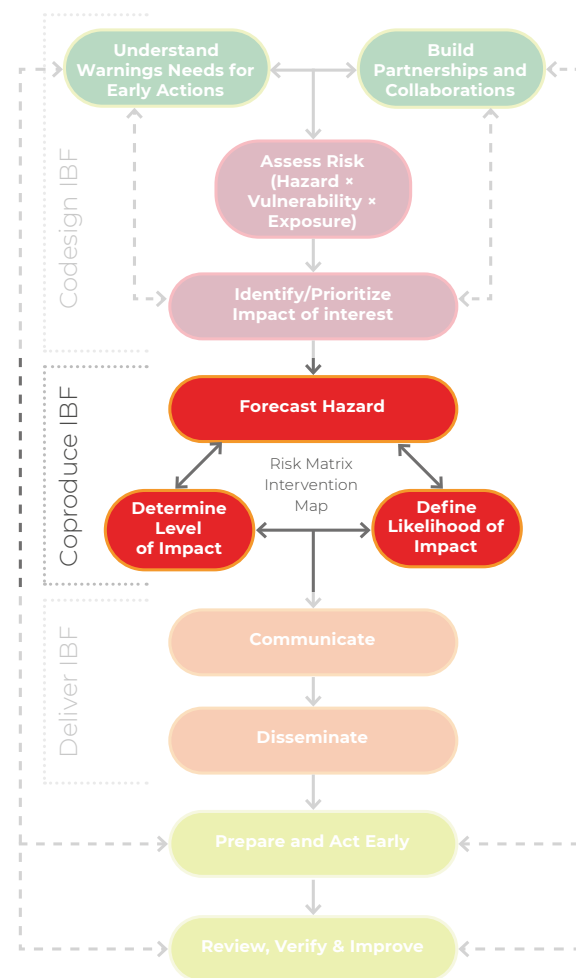 Understand
Warnings Needs for
Early Actions
Build
Partnerships and
Collaborations
Codesign IBF
Assess Risk
(Hazard ×
Vulnerability ×
Exposure)
Identify/Prioritize
Impact of interest
Coproduce IBF
Forecast Hazard
Risk Matrix
Intervention
Map
Determine
Level
of Impact
Define
Likelihood of
Impact
Deliver IBF
Communicate
Disseminate
Prepare and Act Early
Review, Verify & Improve